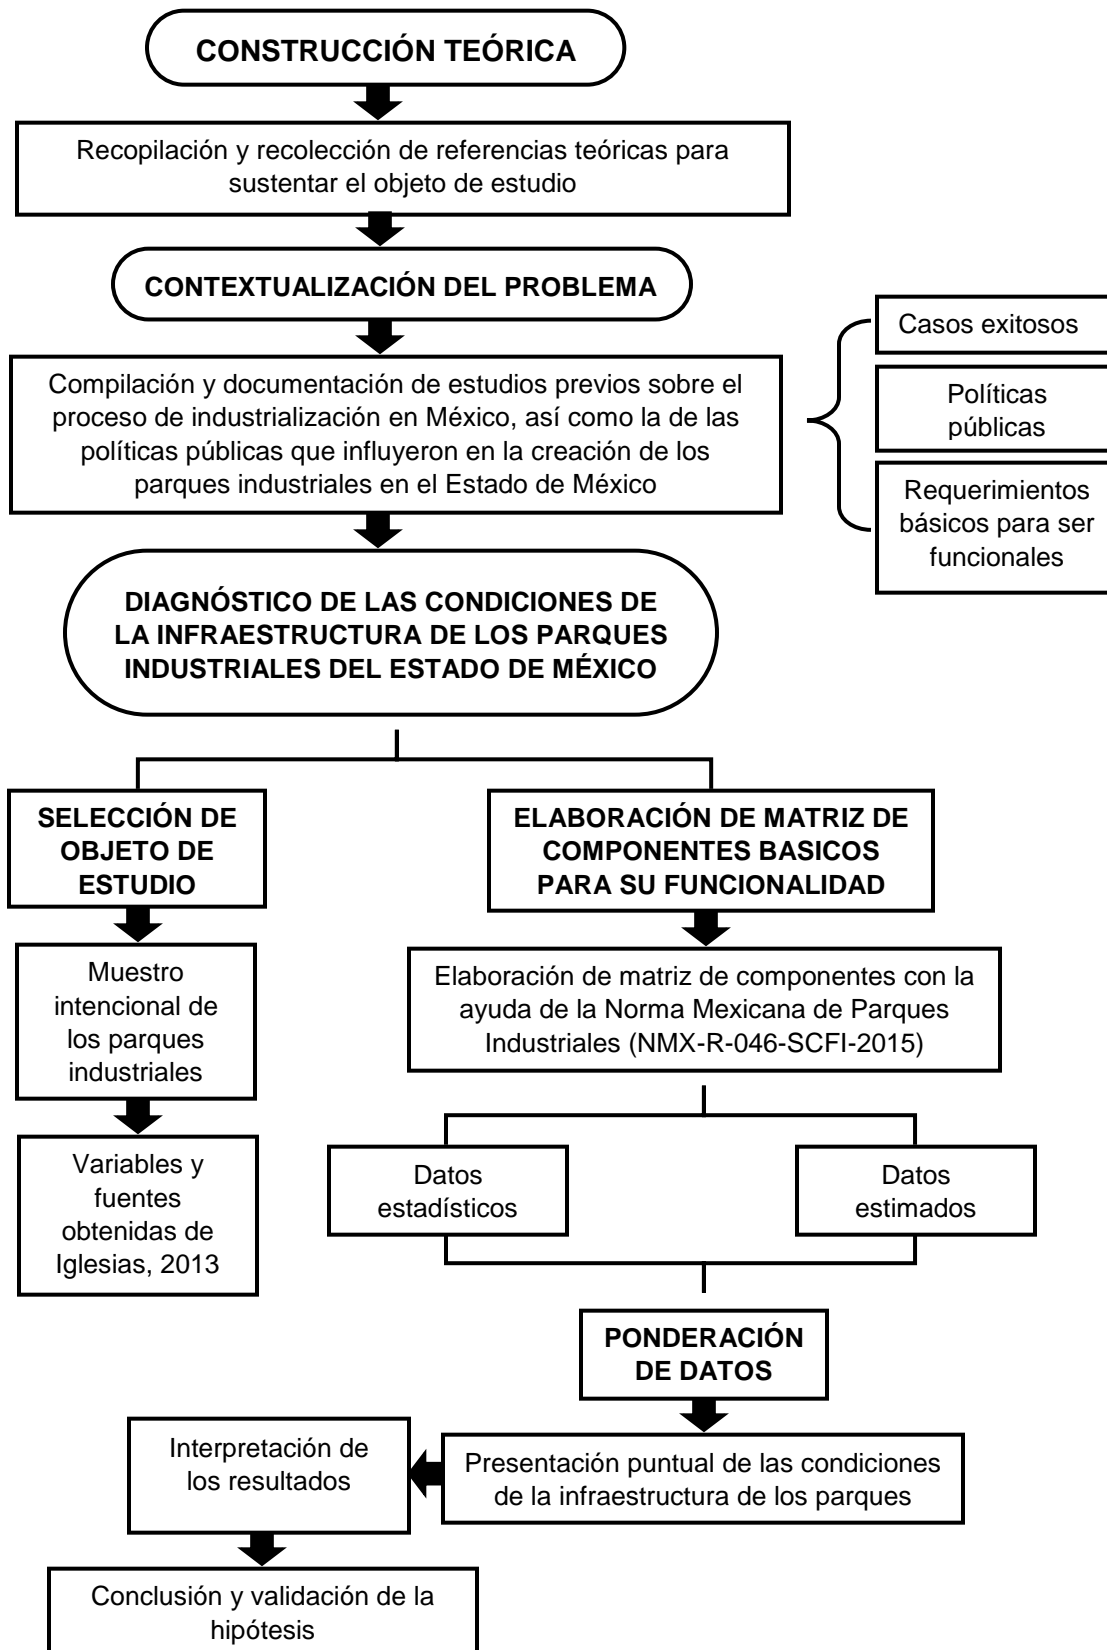 CONSTRUCCIÓN TEÓRICA
Recopilación y recolección de referencias teóricas para
sustentar el objeto de estudio
CONTEXTUALIZACIÓN DEL PROBLEMA
Compilación y documentación de estudios previos sobre el
proceso de industrialización en México, así como la de las
políticas públicas que influyeron en la creación de los
parques industriales en el Estado de México
Casos exitosos
Políticas
públicas
Requerimientos
básicos para ser
funcionales
DIAGNÓSTICO DE LAS CONDICIONES DE
LA INFRAESTRUCTURA DE LOS PARQUES
INDUSTRIALES DEL ESTADO DE MÉXICO
SELECCIÓN DE
OBJETO DE
ESTUDIO
Muestro
intencional de
los parques
industriales
Variables y
fuentes
obtenidas de
Iglesias, 2013
ELABORACIÓN DE MATRIZ DE
COMPONENTES BASICOS
PARA SU FUNCIONALIDAD
Elaboración de matriz de componentes con la
ayuda de la Norma Mexicana de Parques
Industriales (NMX-R-046-SCFI-2015)
Datos
estadísticos
Datos
estimados
PONDERACIÓN
DE DATOS
Presentación puntual de las condiciones
de la infraestructura de los parques
Interpretación de
los resultados
Conclusión y validación de la
hipótesis